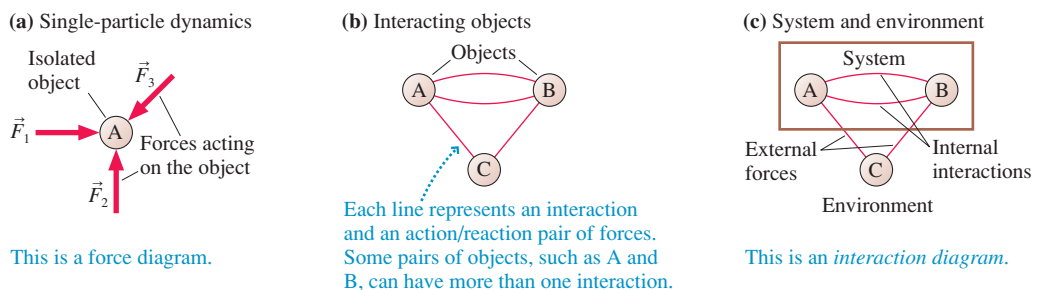 (a) Single-particle dynamics
Isolated
object
F⃗3
F⃗1
A
Forces acting
on the object
F⃗2
This is a force diagram.
(b) Interacting objects
Objects
A
B
C
Each line represents an interaction
and an action/reaction pair of forces.
Some pairs of objects, such as A and
B, can have more than one interaction.
(c) System and environment
System
A
B
External
forces
Internal
interactions
C
Environment
This is an interaction diagram.